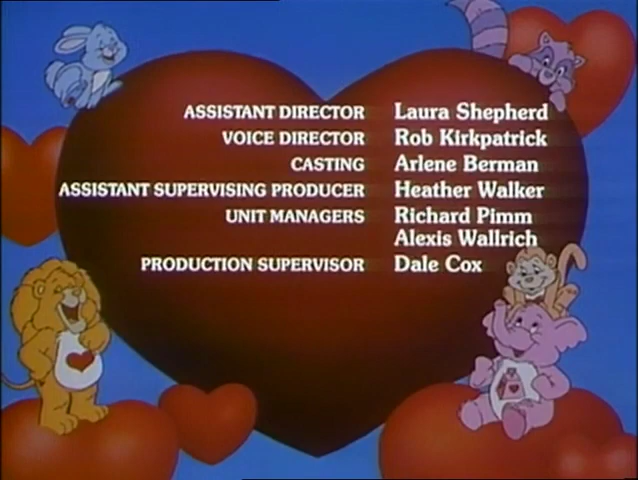 ASSISTANT DIRECTOR Laura Shepherd
VOICE DIRECTOR Rob Kirkpatrick
CASTING Arlene Berman
ASSISTANT SUPERVISING PRODUCER Heather Walker
UNIT MANAGERS Richard Pimm
Alexis Wallrich
PRODUCTION SUPERVISOR Dale Cox